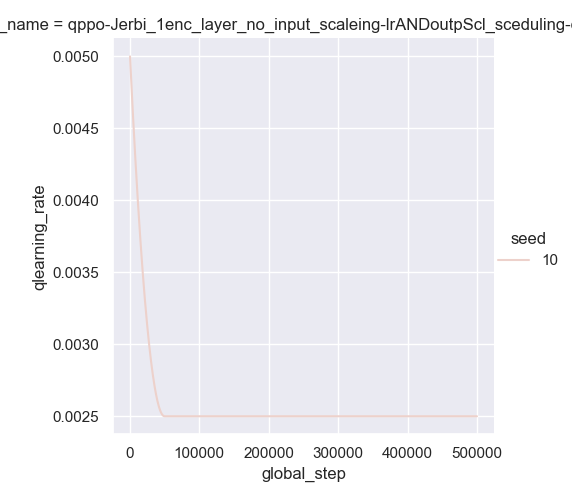 _name = qppo-Jerbi_1enc_layer_no_input_scaleing-lrANDoutpScl_sceduling-
0.0050
0.0045
0.0040
0.0035
0.0030
0.0025
qlearning_rate
0 100000 200000 300000 400000 500000
global_step
seed
10